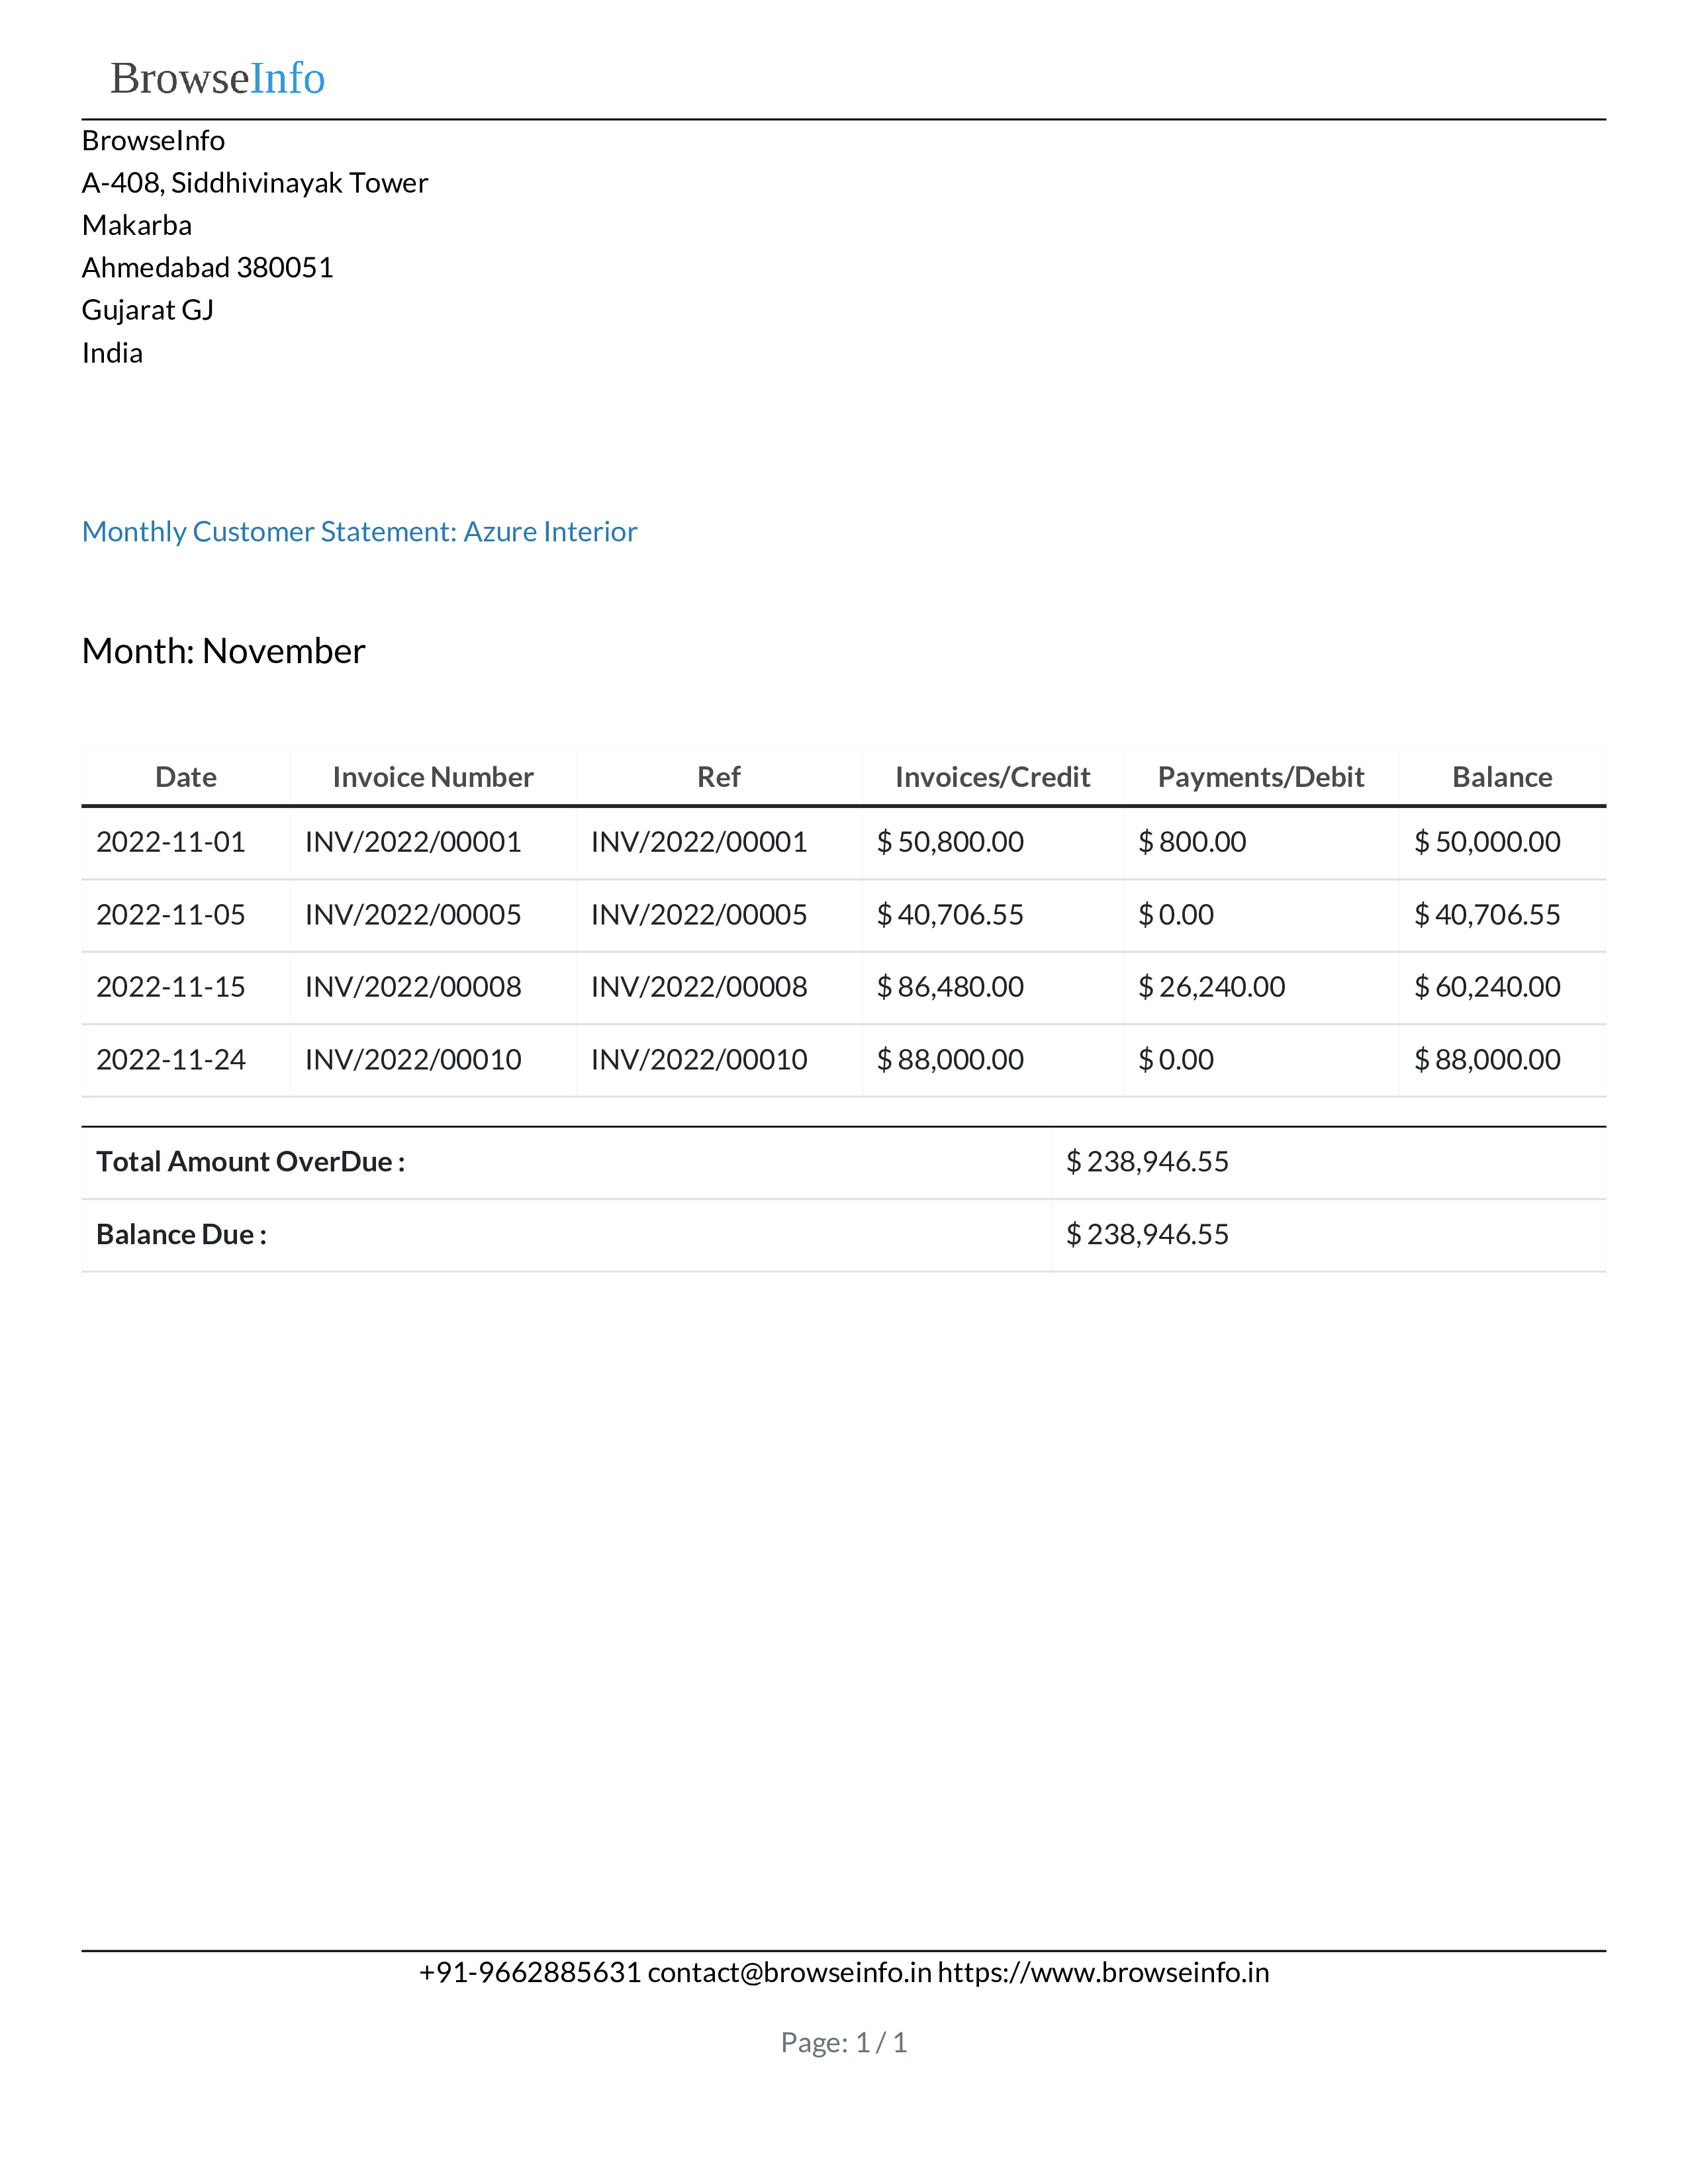 BrowseInfo
BrowseInfo
A-408, Siddhivinayak Tower
Makarba
Ahmedabad 380051
Gujarat GJ
India
Monthly Customer Statement: Azure Interior
Month: November
Date Invoice Number Ref Invoices/Credit Payments/Debit Balance
2022-11-01 INV/2022/00001 INV/2022/00001 $ 50,800.00 $ 800.00 $ 50,000.00
2022-11-05 INV/2022/00005 INV/2022/00005 $ 40,706.55 $ 0.00 $ 40,706.55
2022-11-15 INV/2022/00008 INV/2022/00008 $ 86,480.00 $ 26,240.00 $ 60,240.00
2022-11-24 INV/2022/00010 INV/2022/00010 $ 88,000.00 $ 0.00 $ 88,000.00
Total Amount OverDue : $ 238,946.55
Balance Due : $ 238,946.55
+91-9662885631 contact@browseinfo.in https://www.browseinfo.in
Page: 1 / 1